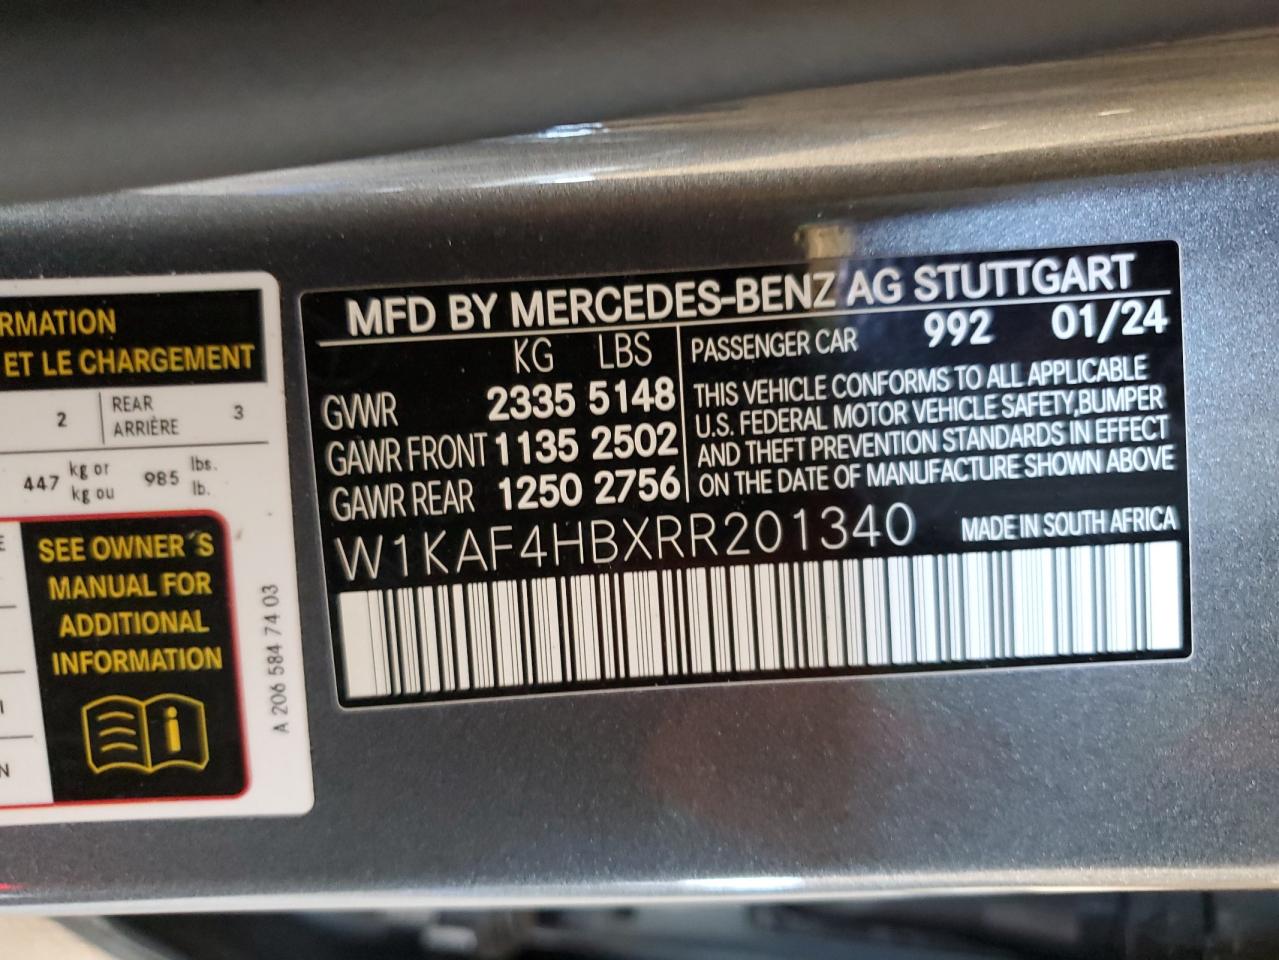 RMATION
ET LE CHARGEMENT
2 REAR ARRIÈRE 3
447 kg or kg ou 985 lbs. lb.
E
SEE OWNER'S
MANUAL FOR
ADDITIONAL
INFORMATION
I
N
i
A 206 584 74 03
MFD BY MERCEDES-BENZ AG STUTTGART
KG LBS
GVWR 2335 5148
GAWR FRONT 1135 2502
GAWR REAR 1250 2756
PASSENGER CAR 992 01/24
THIS VEHICLE CONFORMS TO ALL APPLICABLE
U.S. FEDERAL MOTOR VEHICLE SAFETY,BUMPER
AND THEFT PREVENTION STANDARDS IN EFFECT
ON THE DATE OF MANUFACTURE SHOWN ABOVE
W1KAF4HBXRR201340 MADE IN SOUTH AFRICA